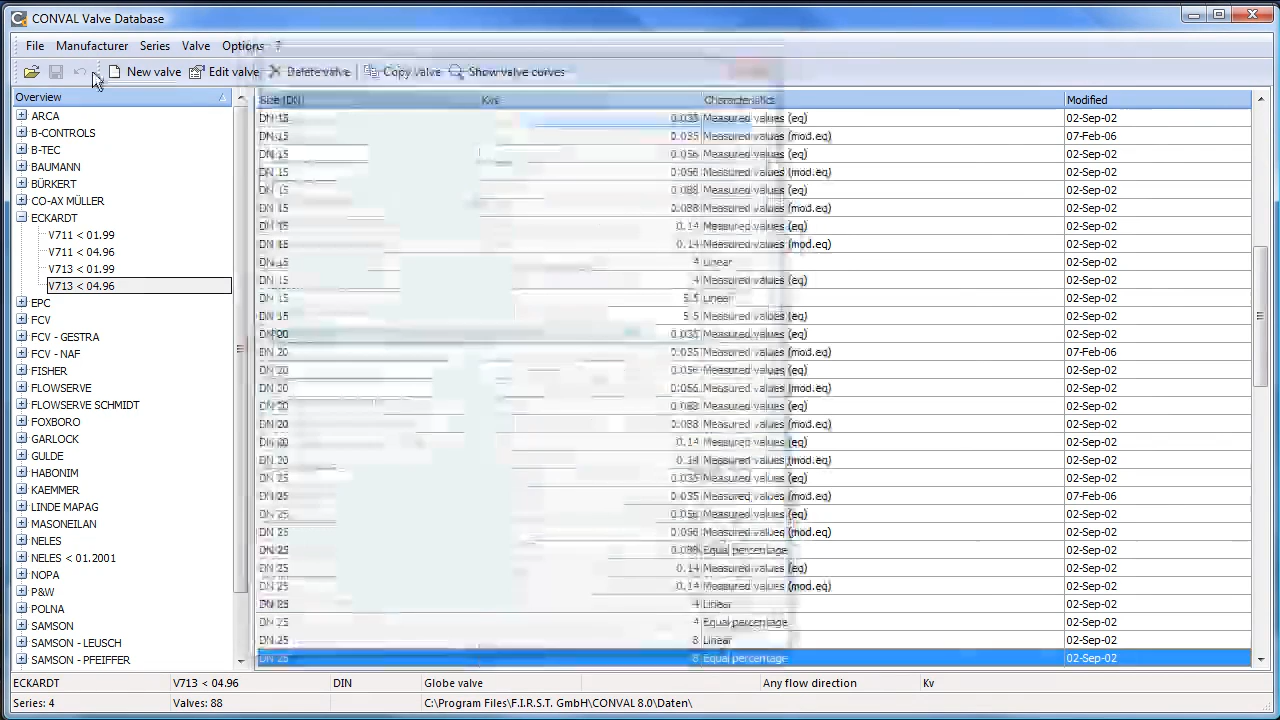 CONVAL Valve Database
File Manufacturer Series Valve Options ?
New valve Edit valve Delete valve Copy valve Show valve curves
Overview
ARCA
B-CONTROLS
B-TEC
BAUMANN
BÜRKERT
CO-AX MÜLLER
ECKARDT
V711 < 01.99
V711 < 04.96
V713 < 01.99
V713 < 04.96
EPC
FCV
FCV - GESTRA
FCV - NAF
FISHER
FLOWSERVE
FLOWSERVE SCHMIDT
FOXBORO
GARLOCK
GULDE
HABONIM
KAEMMER
LINDE MAPAG
MASONEILAN
NELES
NELES < 01.2001
NOPA
PAV
POLNA
SAMSON
SAMSON - LEUSCH
SAMSON - PFEIFFER
Size (DN) Kvs Characteristics Modified
DN 15 0.035 Measured values (eq) 02-Sep-02
DN 15 0.035 Measured values (mod.eq) 07-Feb-06
DN 15 0.056 Measured values (eq) 02-Sep-02
DN 15 0.056 Measured values (mod.eq) 02-Sep-02
DN 15 0.088 Measured values (eq) 02-Sep-02
DN 15 0.088 Measured values (mod.eq) 02-Sep-02
DN 15 0.14 Measured values (eq) 02-Sep-02
DN 15 0.14 Measured values (mod.eq) 02-Sep-02
DN 15 4 Linear 02-Sep-02
DN 15 4 Measured values (eq) 02-Sep-02
DN 15 5.5 Linear 02-Sep-02
DN 15 5.5 Measured values (eq) 02-Sep-02
DN 20 0.035 Measured values (eq) 02-Sep-02
DN 20 0.035 Measured values (mod.eq) 07-Feb-06
DN 20 0.056 Measured values (eq) 02-Sep-02
DN 20 0.056 Measured values (mod.eq) 02-Sep-02
DN 20 0.088 Measured values (eq) 02-Sep-02
DN 20 0.088 Measured values (mod.eq) 02-Sep-02
DN 20 0.14 Measured values (eq) 02-Sep-02
DN 20 0.14 Measured values (mod.eq) 02-Sep-02
DN 25 0.035 Measured values (eq) 02-Sep-02
DN 25 0.035 Measured values (mod.eq) 07-Feb-06
DN 25 0.056 Measured values (eq) 02-Sep-02
DN 25 0.056 Measured values (mod.eq) 02-Sep-02
DN 25 0.088 Equal percentage 02-Sep-02
DN 25 0.14 Measured values (eq) 02-Sep-02
DN 25 0.14 Measured values (mod.eq) 02-Sep-02
DN 25 4 Linear 02-Sep-02
DN 25 4 Equal percentage 02-Sep-02
DN 25 8 Linear 02-Sep-02
DN 25 8 Equal percentage 02-Sep-02
ECKARDT V713 < 04.96 DIN Globe valve Any flow direction Kv
Series: 4 Valves: 88 C:\Program Files\F.I.R.S.T. GmbH\CONVAL 8.0\Daten\